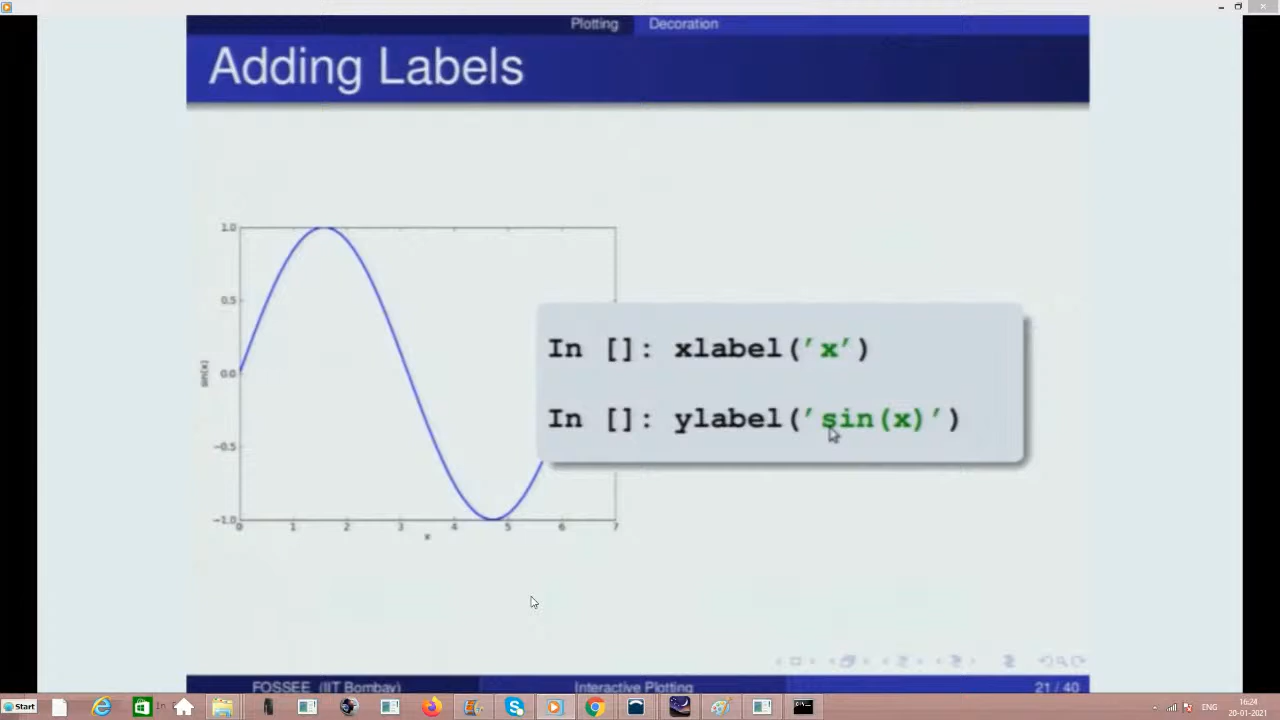 Plotting Decoration
Adding Labels
1.0
0.5
0.0
-0.5
-1.0
sin(x)
0 1 2 3 4 5 6 7
x
In []: xlabel('x')
In []: ylabel('sin(x)')
FOSSEE (IIT Bombay) Interactive Plotting 21 / 40
Start
ENG
16:24
20-01-2021